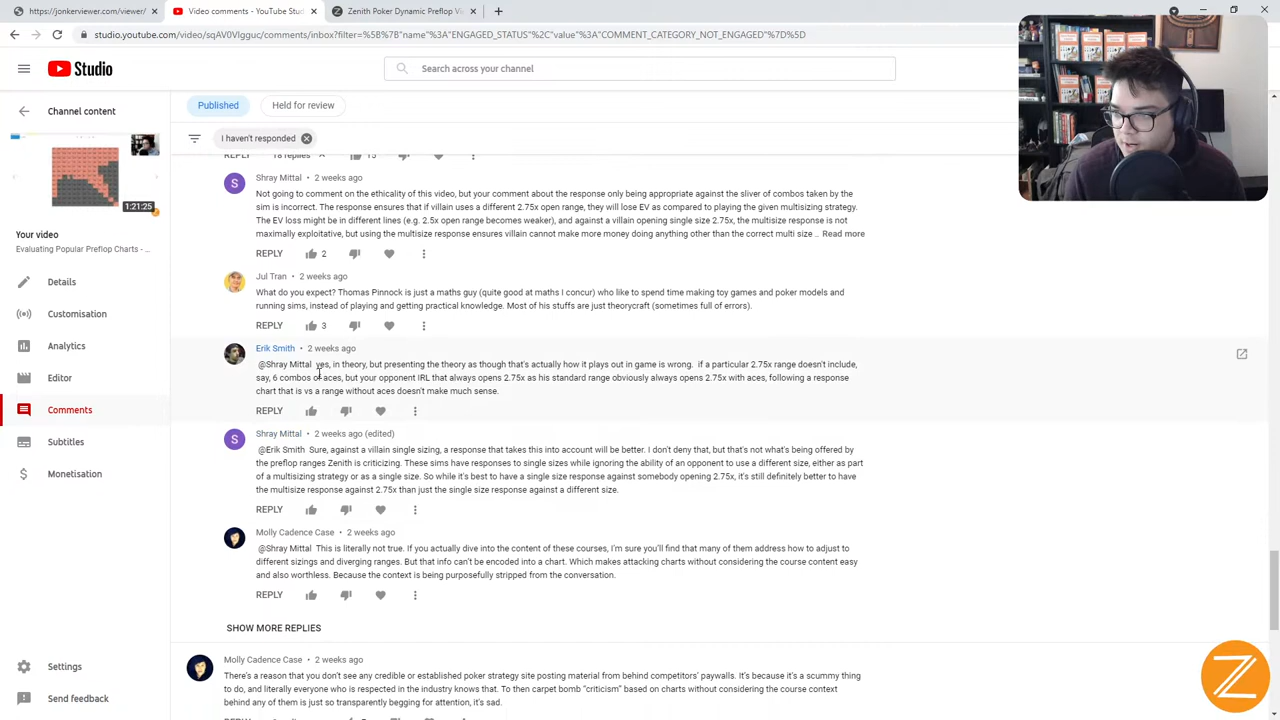 https://jonkerviewer.com/viewer/
Video comments - YouTube Stud
Zenith Poker Dynamic Preflop Vi
studio.youtube.com/video/sqAV0VIgguc/comments/inbox
%5B%7B"name"%3A"ENGAGED_STATUS"%2C"value"%3A"COMMENT_CATEGORY_NOT_ENGAGED"%7D%5D
Studio
Search across your channel
Channel content
1:21:25
Your video
Evaluating Popular Preflop Charts - ...
Details
Customisation
Analytics
Editor
Comments
Subtitles
Monetisation
Settings
Send feedback
Published
Held for review
I haven't responded
REPLY 18 replies 15
Shray Mittal • 2 weeks ago
Not going to comment on the ethicality of this video, but your comment about the response only being appropriate against the sliver of combos taken by the
sim is incorrect. The response ensures that if villain uses a different 2.75x open range, they will lose EV as compared to playing the given multisizing strategy.
The EV loss might be in different lines (e.g. 2.5x open range becomes weaker), and against a villain opening single size 2.75x, the multisize response is not
maximally exploitative, but using the multisize response ensures villain cannot make more money doing anything other than the correct multi size ... Read more
REPLY 2
Jul Tran • 2 weeks ago
What do you expect? Thomas Pinnock is just a maths guy (quite good at maths I concur) who like to spend time making toy games and poker models and
running sims, instead of playing and getting practical knowledge. Most of his stuffs are just theorycraft (sometimes full of errors).
REPLY 3
Erik Smith • 2 weeks ago
@Shray Mittal yes, in theory, but presenting the theory as though that's actually how it plays out in game is wrong. if a particular 2.75x range doesn't include,
say, 6 combos of aces, but your opponent IRL that always opens 2.75x as his standard range obviously always opens 2.75x with aces, following a response
chart that is vs a range without aces doesn't make much sense.
REPLY
Shray Mittal • 2 weeks ago (edited)
@Erik Smith Sure, against a villain single sizing, a response that takes this into account will be better. I don't deny that, but that's not what's being offered by
the preflop ranges Zenith is criticizing. These sims have responses to single sizes while ignoring the ability of an opponent to use a different size, either as part
of a multisizing strategy or as a single size. So while it's best to have a single size response against somebody opening 2.75x, it's still definitely better to have
the multisize response against 2.75x than just the single size response against a different size.
REPLY
Molly Cadence Case • 2 weeks ago
@Shray Mittal This is literally not true. If you actually dive into the content of these courses, I'm sure you'll find that many of them address how to adjust to
different sizings and diverging ranges. But that info can't be encoded into a chart. Which makes attacking charts without considering the course content easy
and also worthless. Because the context is being purposefully stripped from the conversation.
REPLY
SHOW MORE REPLIES
Molly Cadence Case • 2 weeks ago
There's a reason that you don't see any credible or established poker strategy site posting material from behind competitors' paywalls. It's because it's a scummy thing
to do, and literally everyone who is respected in the industry knows that. To then carpet bomb "criticism" based on charts without considering the course context
behind any of them is just so transparently begging for attention, it's sad.
Z